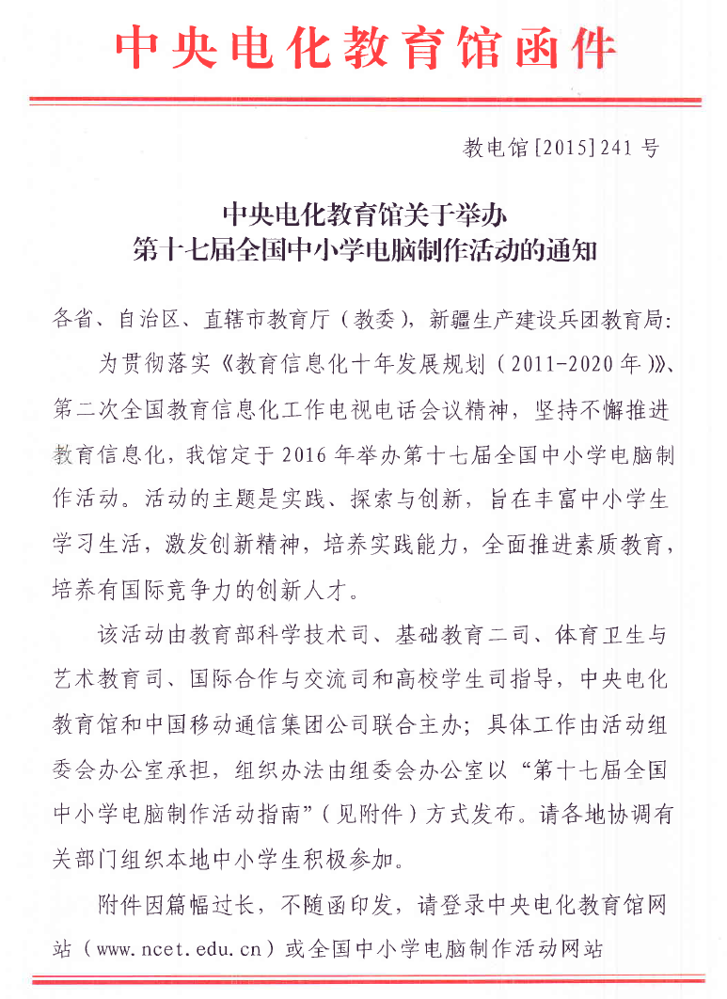 中央电化教育馆函件
教电馆[2015]241号
中央电化教育馆关于举办
第十七届全国中小学电脑制作活动的通知
各省、自治区、直辖市教育厅（教委），新疆生产建设兵团教育局：
为贯彻落实《教育信息化十年发展规划（2011-2020年）》、
第二次全国教育信息化工作电视电话会议精神，坚持不懈推进
教育信息化，我馆定于2016年举办第十七届全国中小学电脑制
作活动。活动的主题是实践、探索与创新，旨在丰富中小学生
学习生活，激发创新精神，培养实践能力，全面推进素质教育，
培养有国际竞争力的创新人才。
该活动由教育部科学技术司、基础教育二司、体育卫生与
艺术教育司、国际合作与交流司和高校学生司指导，中央电化
教育馆和中国移动通信集团公司联合主办；具体工作由活动组
委会办公室承担，组织办法由组委会办公室以“第十七届全国
中小学电脑制作活动指南”（见附件）方式发布。请各地协调有
关部门组织本地中小学生积极参加。
附件因篇幅过长，不随函印发，请登录中央电化教育馆网
站（www.ncet.edu.cn）或全国中小学电脑制作活动网站